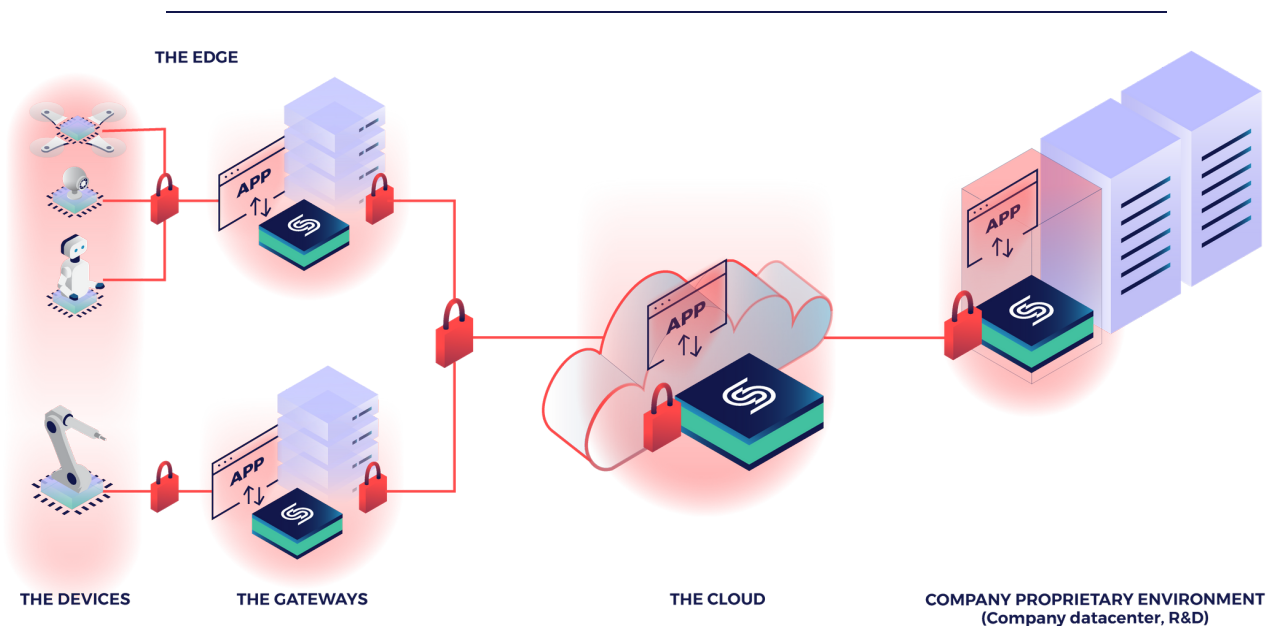 THE EDGE
APP
APP
APP
APP
THE DEVICES
THE GATEWAYS
THE CLOUD
COMPANY PROPRIETARY ENVIRONMENT
(Company datacenter, R&D)